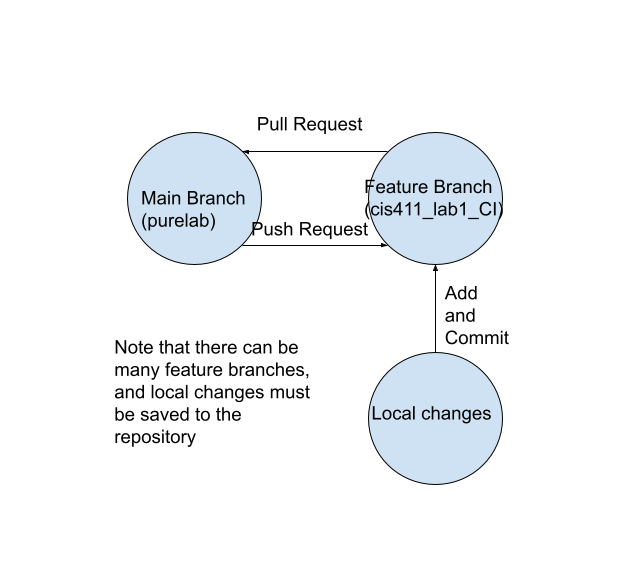 Pull Request
Main Branch
(purelab)
Feature Branch
(cis411_lab1_CI)
Push Request
Add
and
Commit
Note that there can be
many feature branches,
and local changes must
be saved to the
repository
Local changes